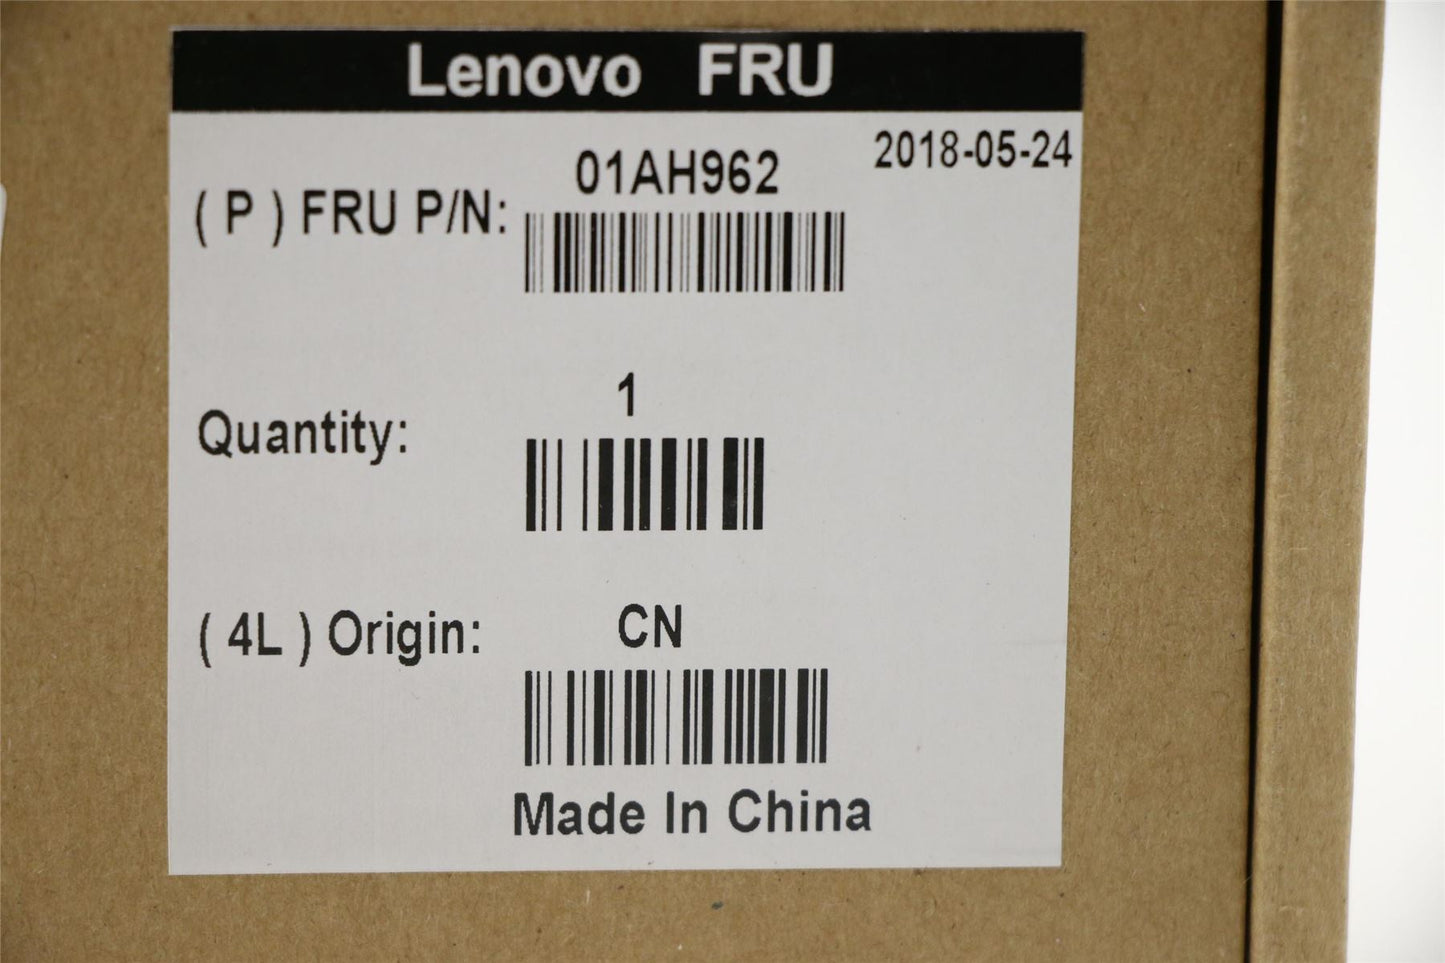 Lenovo FRU
2018-05-24
01AH962
( P ) FRU P/N:
1
Quantity:
CN
( 4L ) Origin:
Made In China